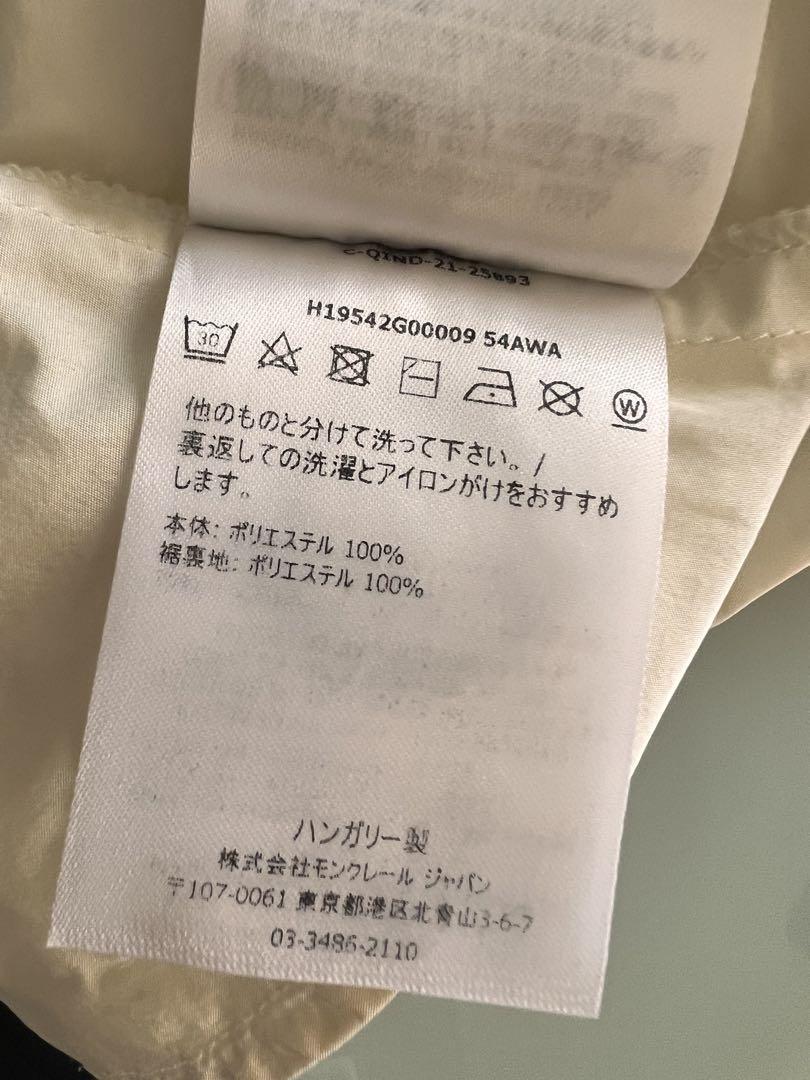 C-QIND-21-25893
H19542G00009 54AWA
30
W
他のものと分けて洗って下さい。/
裏返しての洗濯とアイロンがけをおすすめ
します。
本体: ポリエステル 100%
裾裏地: ポリエステル 100%
ハンガリー製
株式会社モンクレール ジャパン
〒107-0061 東京都港区北青山3-6-7
03-3486-2110